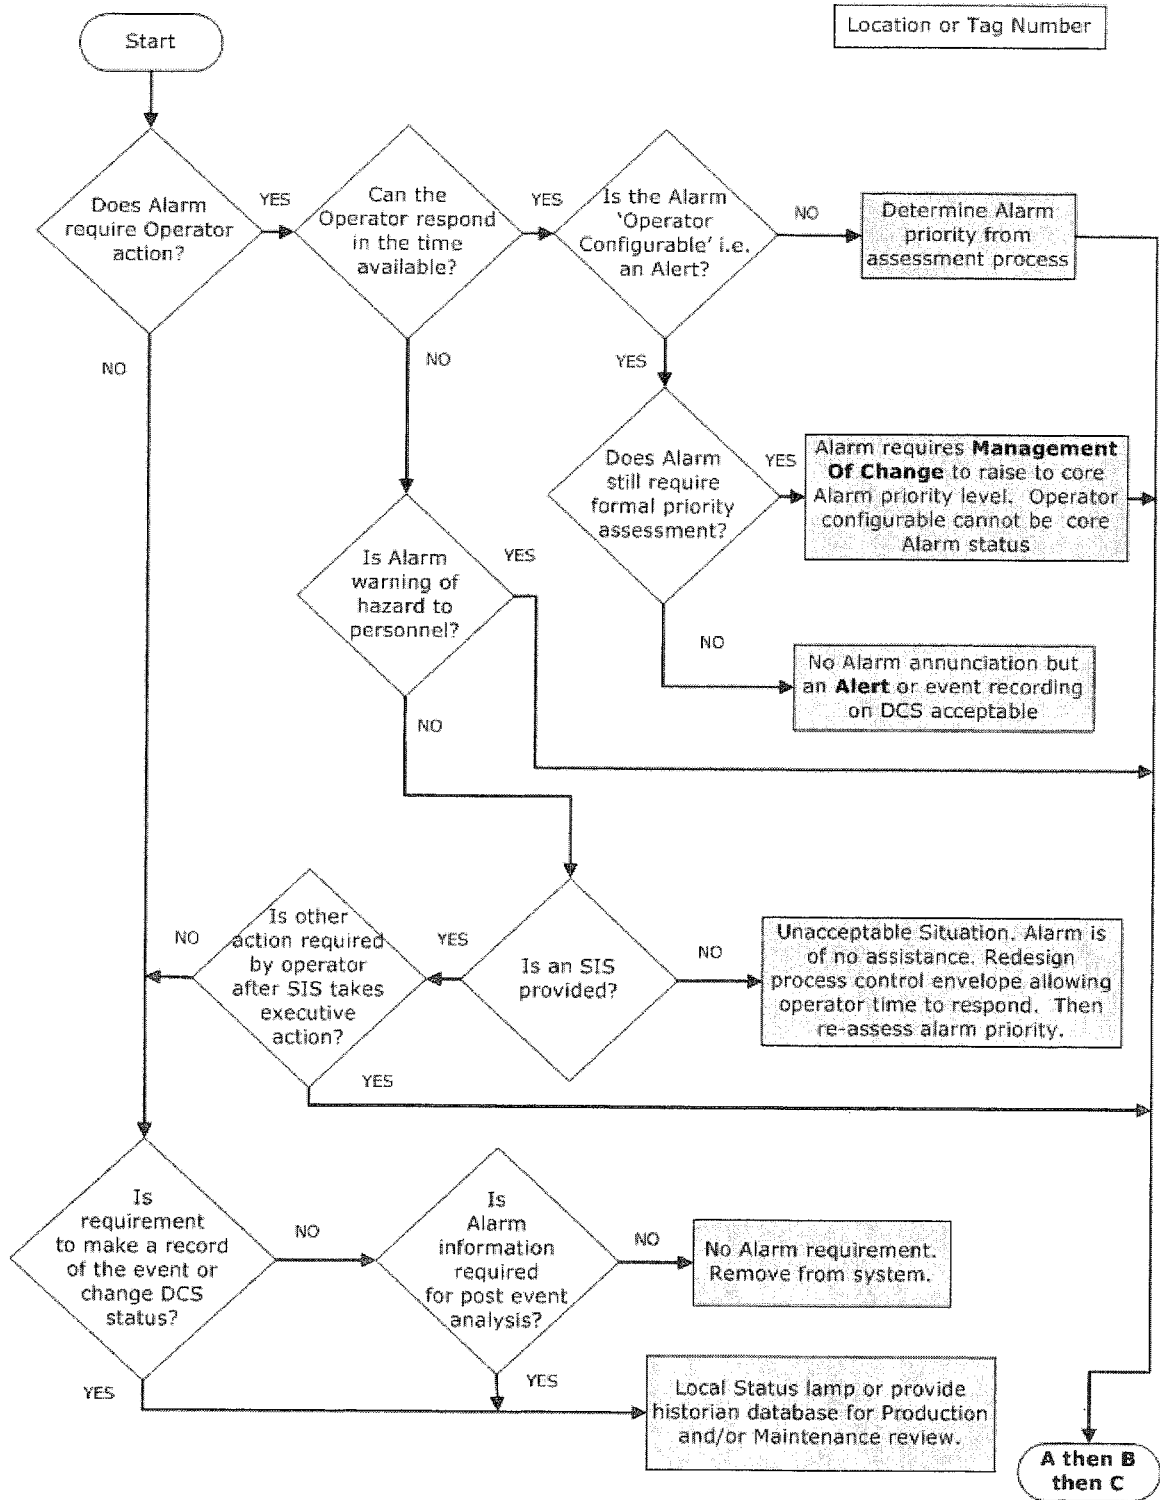 Start
Location or Tag Number
Does Alarm
require Operator
action?
YES
Can the
Operator respond
in the time
available?
YES
Is the Alarm
'Operator
Configurable' i.e.
an Alert?
NO
Determine Alarm
priority from
assessment process
NO
NO
YES
Does Alarm
still require
formal priority
assessment?
YES
Alarm requires Management
Of Change to raise to core
Alarm priority level. Operator
configurable cannot be core
Alarm status
Is Alarm
warning of
hazard to
personnel?
YES
NO
No Alarm annunciation but
an Alert or event recording
on DCS acceptable
NO
Is other
action required
by operator
after SIS takes
executive
action?
NO
YES
Is an SIS
provided?
NO
Unacceptable Situation. Alarm is
of no assistance. Redesign
process control envelope allowing
operator time to respond. Then
re-assess alarm priority.
YES
Is
requirement
to make a record
of the event or
change DCS
status?
NO
Is
Alarm
information
required
for post event
analysis?
NO
No Alarm requirement.
Remove from system.
YES
YES
Local Status lamp or provide
historian database for Production
and/or Maintenance review.
A then B
then C